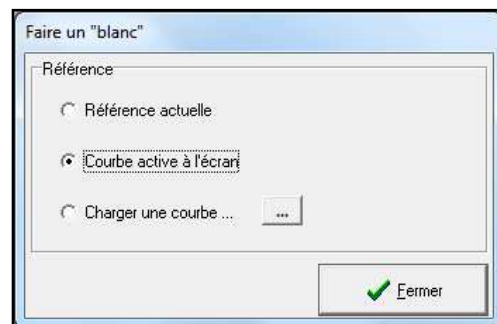 Faire un "blanc"
Référence
Référence actuelle
Courbe active à l'écran
Charger une courbe ...
...
Fermer